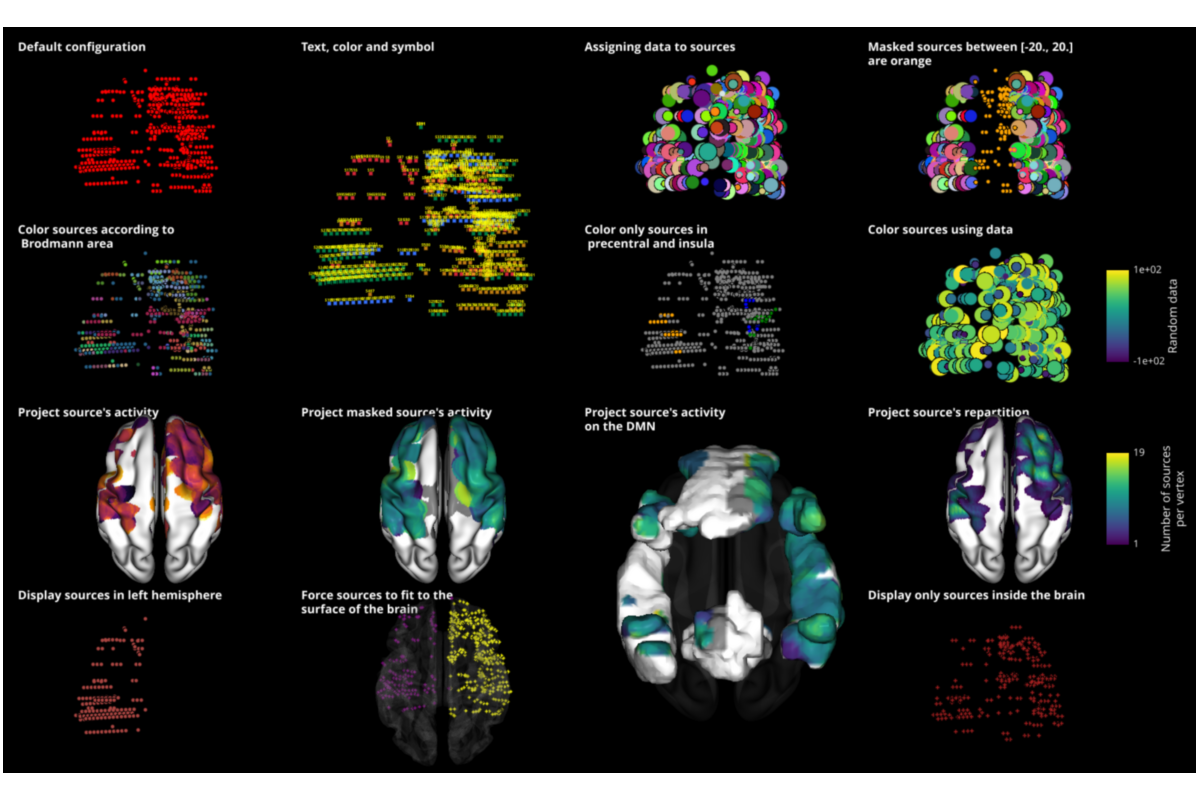 Default configuration
Text, color and symbol
Assigning data to sources
Masked sources between [-20., 20.]
are orange
Color sources according to
Brodmann area
Color only sources in
precentral and insula
Color sources using data
1e+02
-1e+02
Random data
Project source's activity
Project masked source's activity
Project source's activity
on the DMN
Project source's repartition
19
1
Number of sources
per vertex
Display sources in left hemisphere
Force sources to fit to the
surface of the brain
Display only sources inside the brain